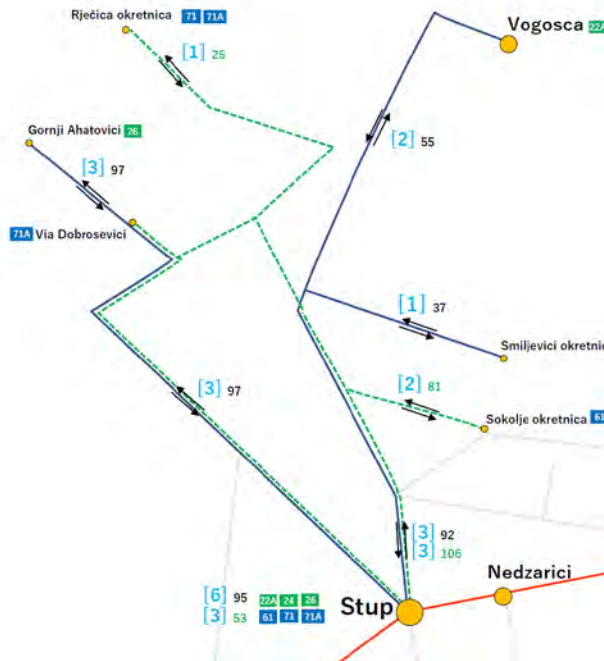 Rječica okretnica 71 71A
Vogosca 22A
[1] 25
Gornji Ahatovici 26
[2] 55
[3] 97
71A Via Dobrosevici
[1] 37
Smiljevici okretnic
[2] 81
[3] 97
Sokolje okretnica 61
[3] 92
[3] 106
Nedzarici
[6] 95 22A 24 26
Stup
[3] 53 61 71 71A